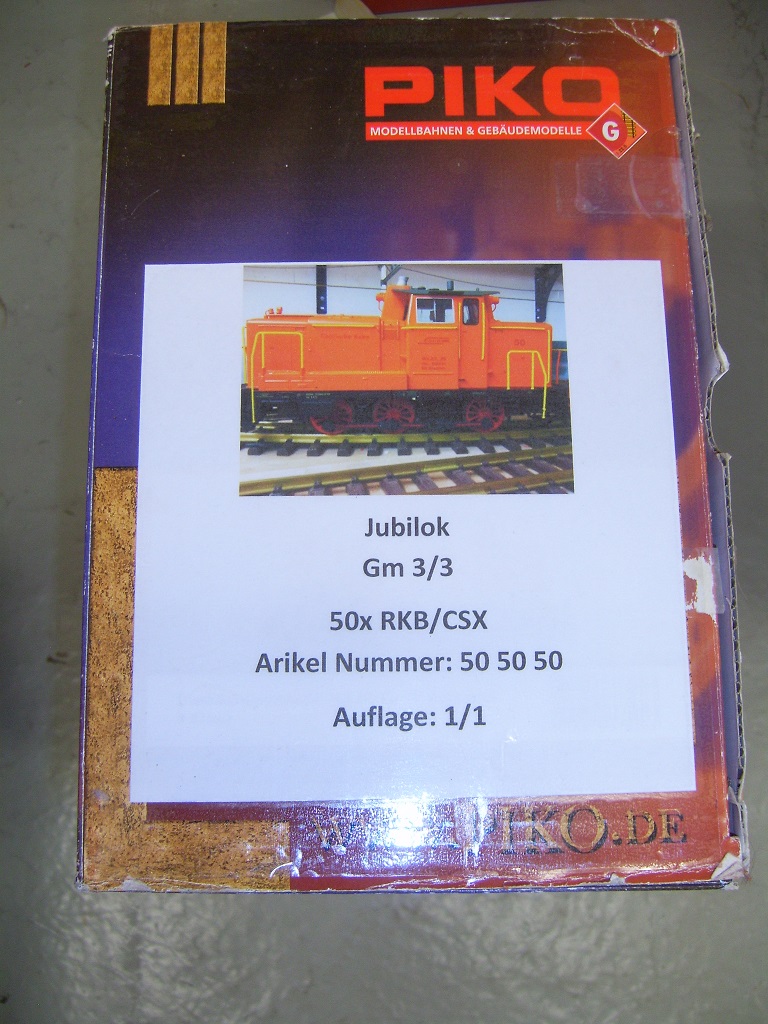 PIKO
MODELLBAHNEN & GEBÄUDEMODELLE
G
50
Jubilok
Gm 3/3
50x RKB/CSX
Arikel Nummer: 50 50 50
Auflage: 1/1
PIKO.DE